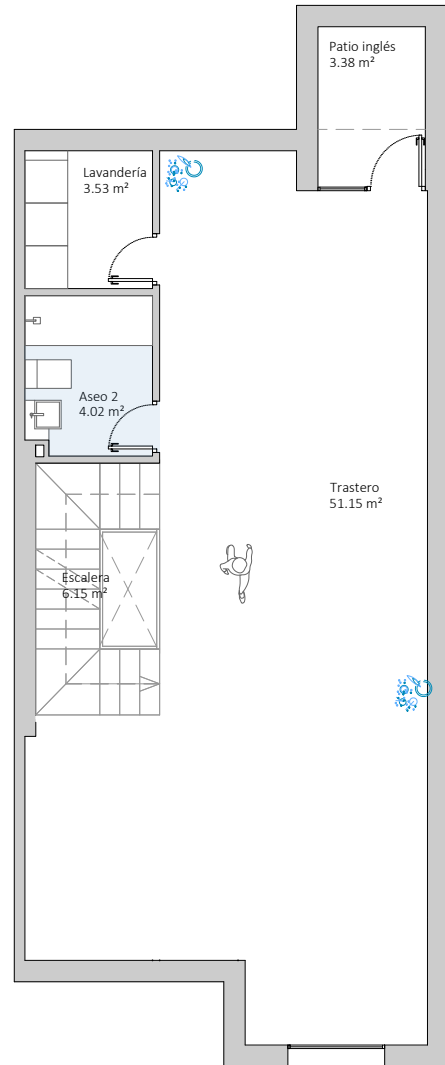 Patio inglés
3.38 m²
Lavandería
3.53 m²
Aseo 2
4.02 m²
Trastero
51.15 m²
Escalera
6.15 m²